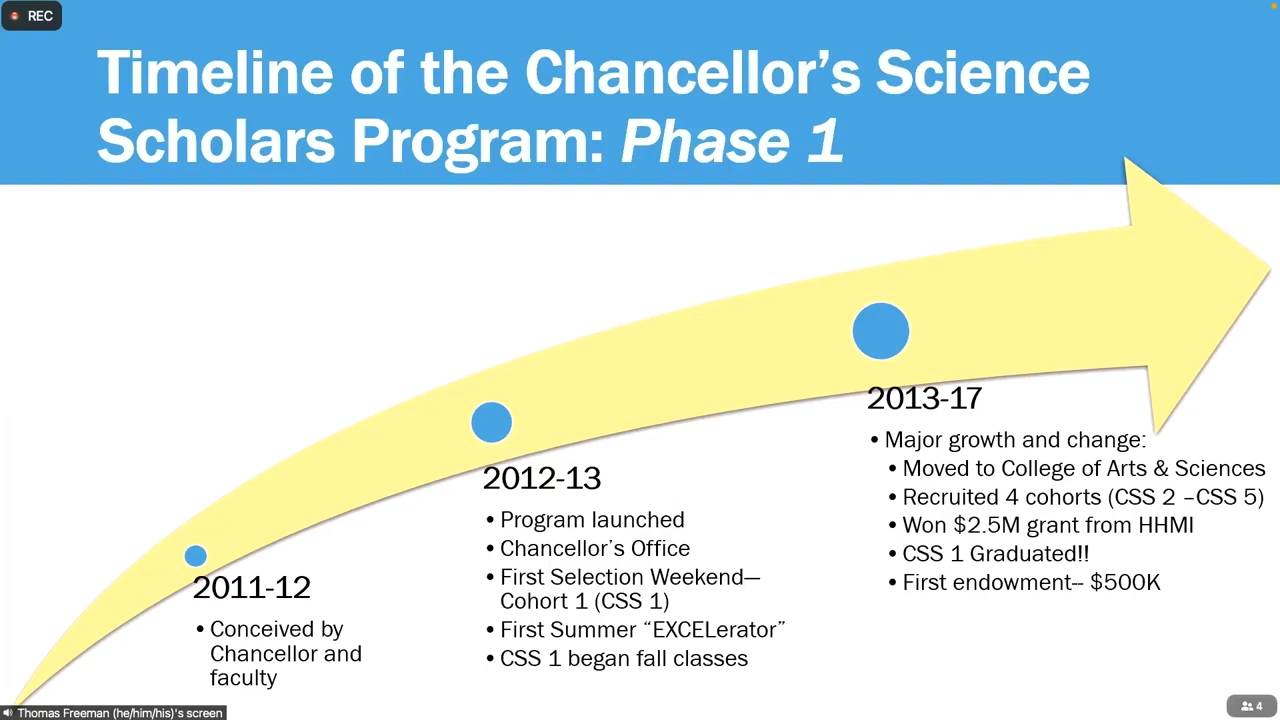 REC
Timeline of the Chancellor’s Science
Scholars Program: Phase 1
2011-12
• Conceived by
Chancellor and
faculty
2012-13
• Program launched
• Chancellor’s Office
• First Selection Weekend—
Cohort 1 (CSS 1)
• First Summer “EXCELerator”
• CSS 1 began fall classes
2013-17
• Major growth and change:
• Moved to College of Arts & Sciences
• Recruited 4 cohorts (CSS 2 –CSS 5)
• Won $2.5M grant from HHMI
• CSS 1 Graduated!!
• First endowment-- $500K
Thomas Freeman (he/him/his)'s screen
4